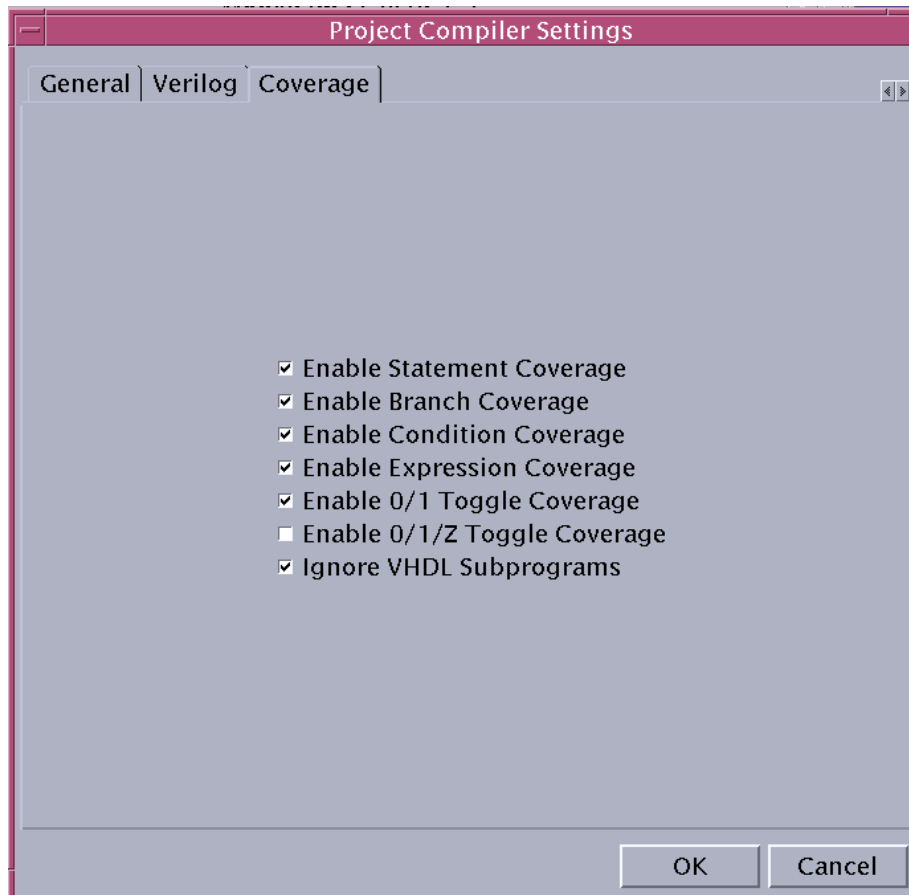 Project Compiler Settings
General Verilog Coverage
Enable Statement Coverage
Enable Branch Coverage
Enable Condition Coverage
Enable Expression Coverage
Enable 0/1 Toggle Coverage
Enable 0/1/Z Toggle Coverage
Ignore VHDL Subprograms
OK Cancel